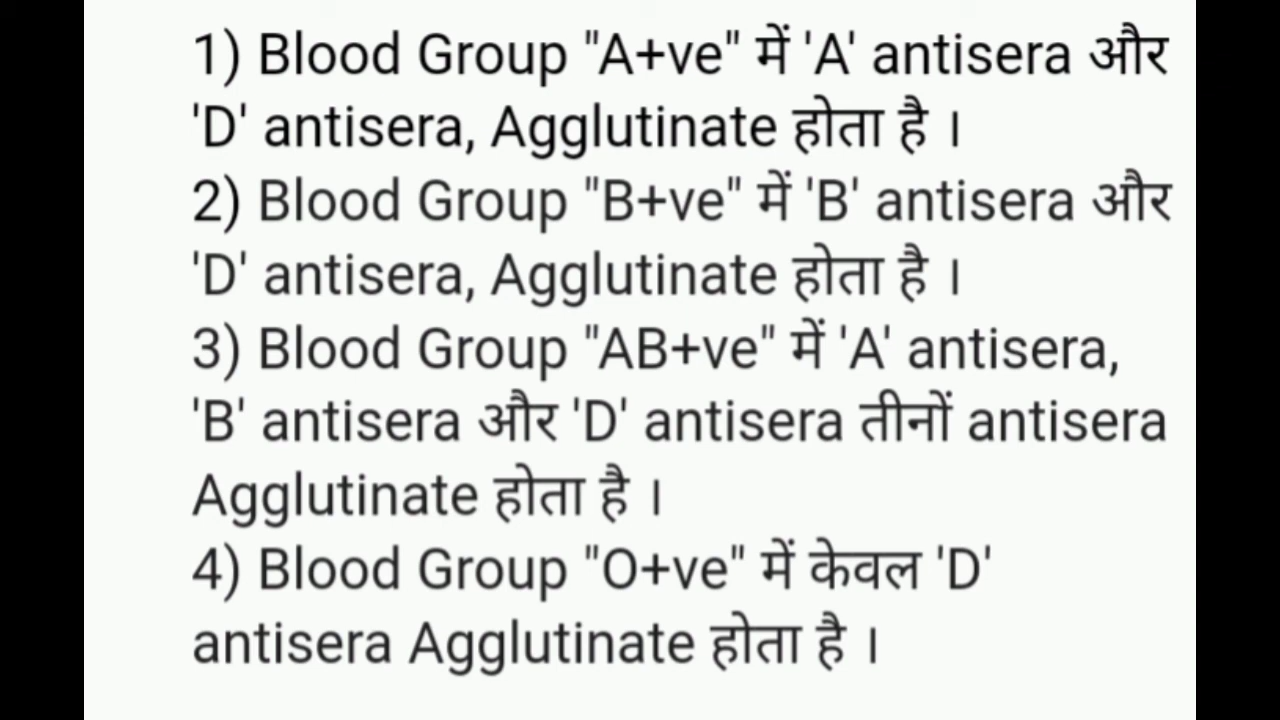 1) Blood Group "A+ve" में 'A' antisera और
'D' antisera, Agglutinate होता है ।
2) Blood Group "B+ve" में 'B' antisera और
'D' antisera, Agglutinate होता है ।
3) Blood Group "AB+ve" में 'A' antisera,
'B' antisera और 'D' antisera तीनों antisera
Agglutinate होता है ।
4) Blood Group "O+ve" में केवल 'D'
antisera Agglutinate होता है ।